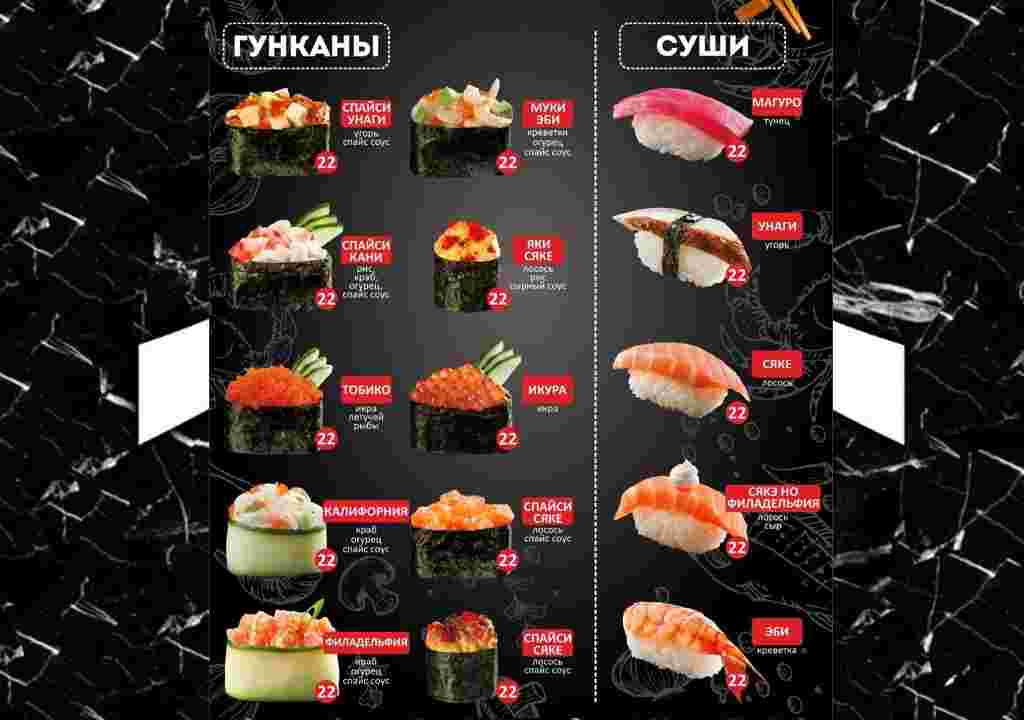 ГУНКАНЫ
СПАЙСИ
УНАГИ
угорь
спайс соус
22
МУКИ
ЭБИ
креветки
огурец
спайс соус
22
СПАЙСИ
КАНИ
рис,
краб,
огурец,
спайс соус
22
ЯКИ
СЯКЕ
лосось
рис
сырный соус
22
ТОБИКО
икра
летучей
рыбы
22
ИКУРА
икра
22
КАЛИФОРНИЯ
краб
огурец
спайс соус
22
СПАЙСИ
СЯКЕ
лосось
спайс соус
22
ФИЛАДЕЛЬФИЯ
краб
огурец
спайс соус
22
СПАЙСИ
СЯКЕ
лосось
спайс соус
22
СУШИ
МАГУРО
тунец
22
УНАГИ
угорь
22
СЯКЕ
лосось
22
СЯКЭ НО
ФИЛАДЕЛЬФИЯ
лосось
сыр
22
ЭБИ
креветка
22